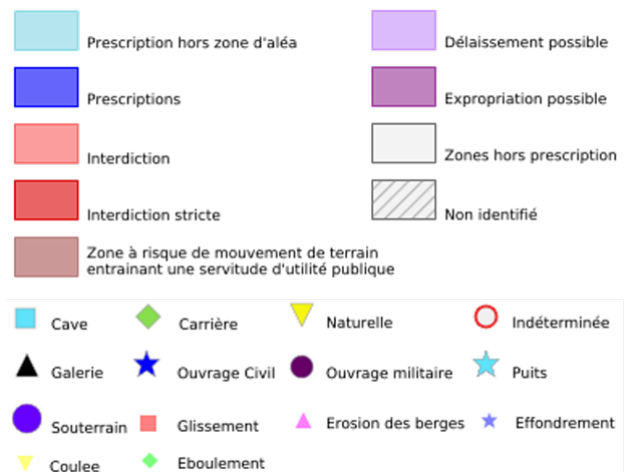 Prescription hors zone d'aléa
Délaissement possible
Prescriptions
Expropriation possible
Interdiction
Zones hors prescription
Interdiction stricte
Non identifié
Zone à risque de mouvement de terrain
entrainant une servitude d'utilité publique
Cave
Carrière
Naturelle
Indéterminée
Galerie
Ouvrage Civil
Ouvrage militaire
Puits
Souterrain
Glissement
Erosion des berges
Effondrement
Coulee
Eboulement